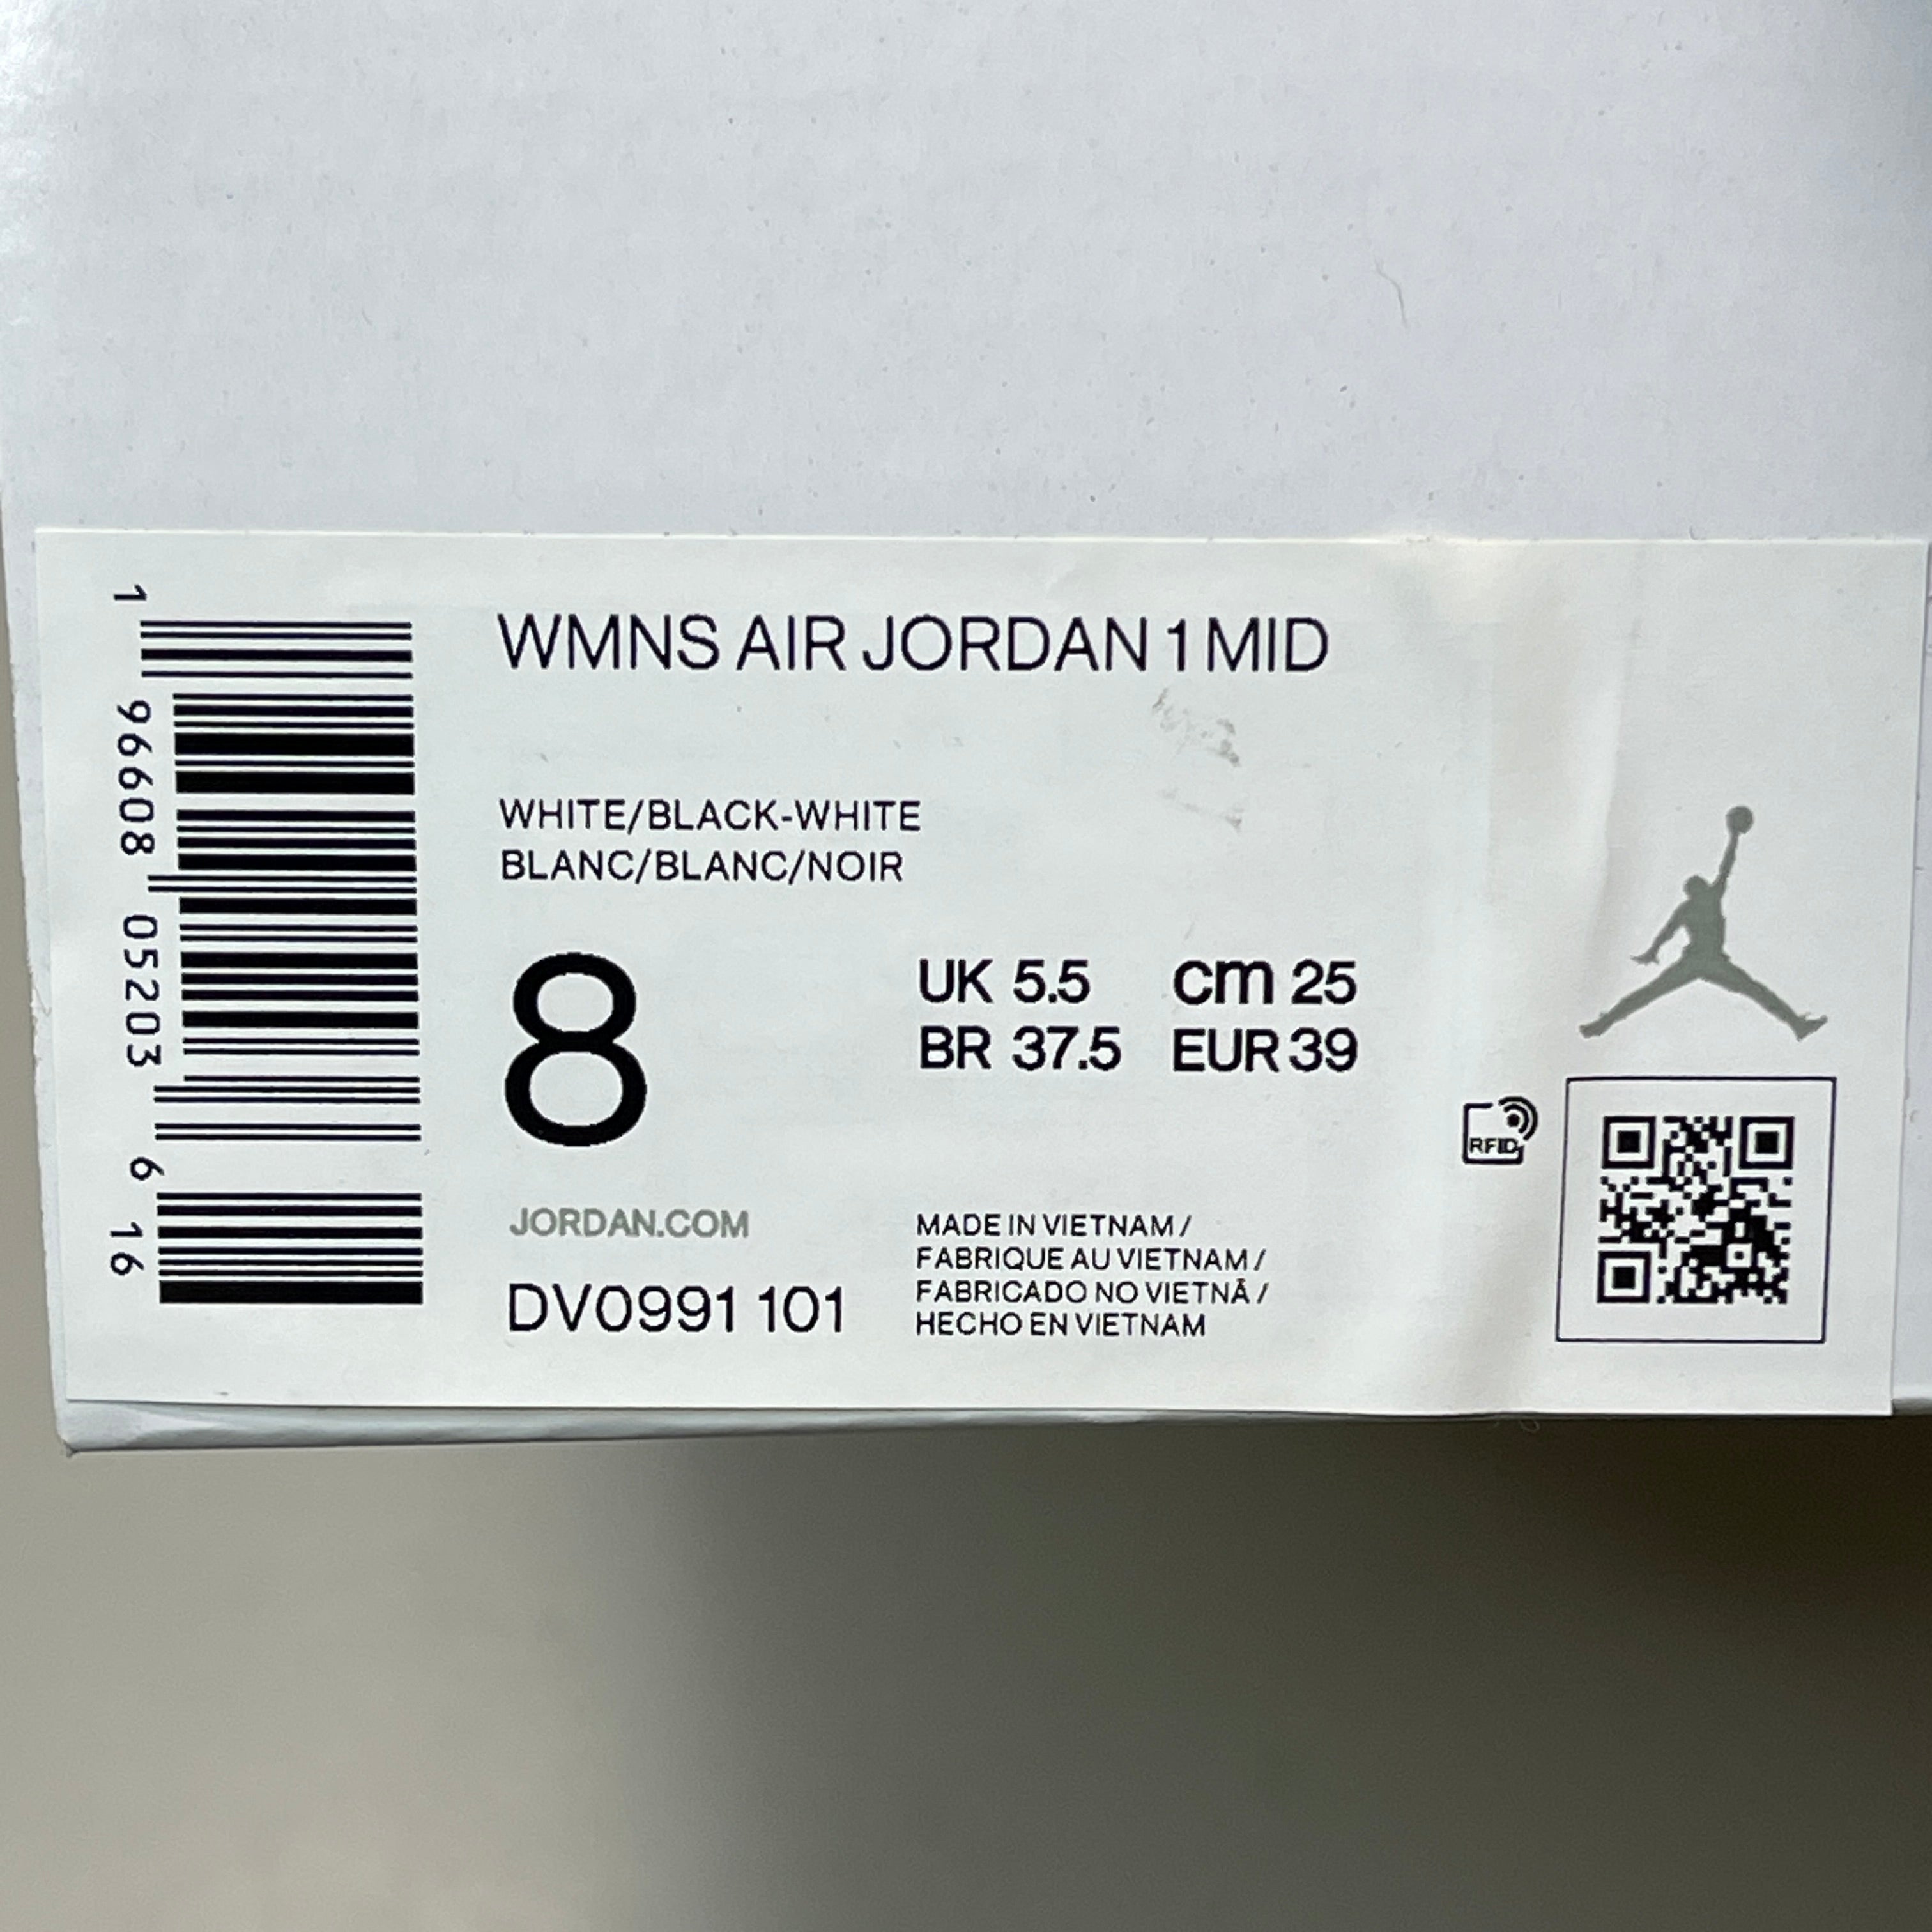 1 96608 05203 6 16
WMNS AIR JORDAN 1 MID
WHITE/BLACK-WHITE
BLANC/BLANC/NOIR
8
UK 5.5 cm 25
BR 37.5 EUR 39
RFID
JORDAN.COM
DV0991 101
MADE IN VIETNAM /
FABRIQUE AU VIETNAM /
FABRICADO NO VIETNÃ /
HECHO EN VIETNAM